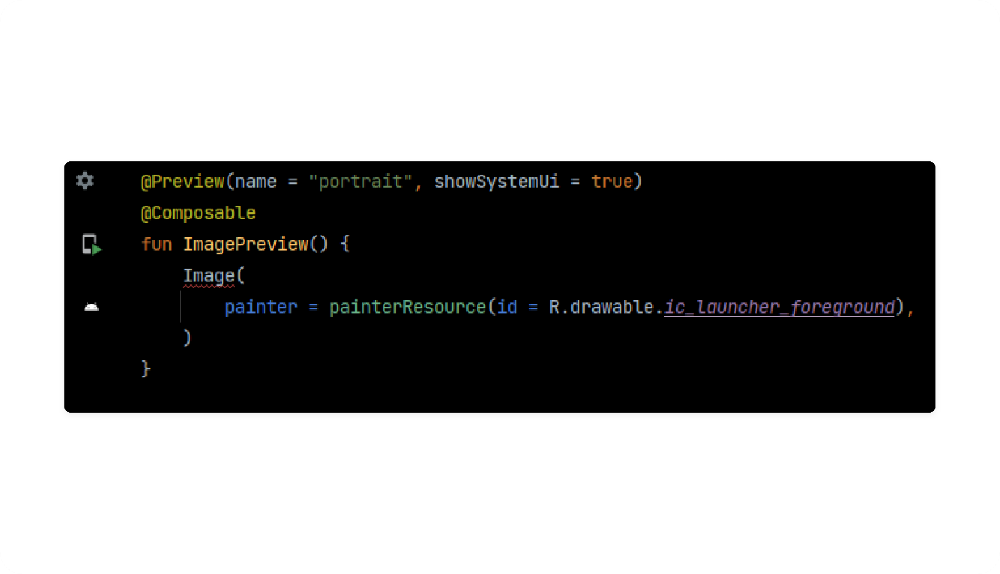 @Preview(name = "portrait", showSystemUi = true)
@Composable
fun ImagePreview() {
Image(
painter = painterResource(id = R.drawable.ic_launcher_foreground),
)
}